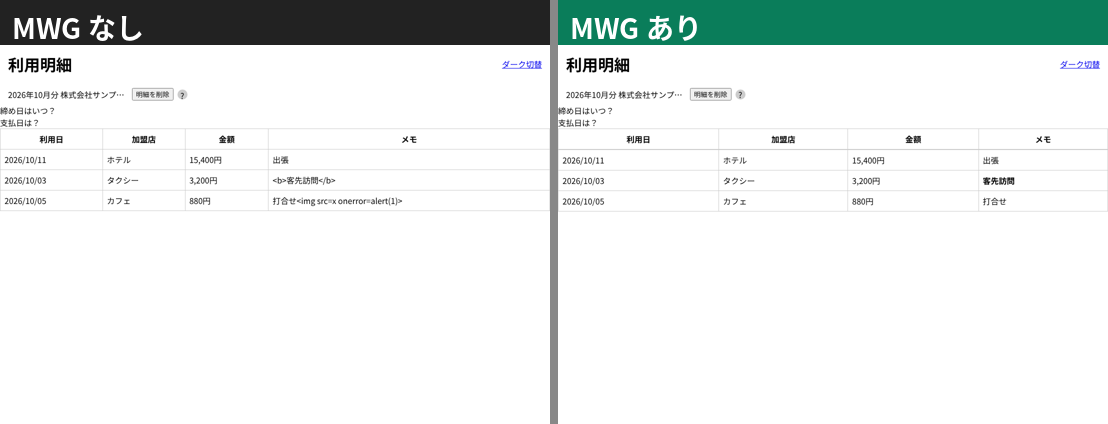 MWG なし
利用明細
ダーク切替
2026年10月分 株式会社サンプ… 明細を削除 ?
締め日はいつ？
支払日は？
利用日 加盟店 金額 メモ
2026/10/11 ホテル 15,400円 出張
2026/10/03 タクシー 3,200円 <b>客先訪問</b>
2026/10/05 カフェ 880円 打合せ<img src=x onerror=alert(1)>
MWG あり
利用明細
ダーク切替
2026年10月分 株式会社サンプ… 明細を削除 ?
締め日はいつ？
支払日は？
利用日 加盟店 金額 メモ
2026/10/11 ホテル 15,400円 出張
2026/10/03 タクシー 3,200円 客先訪問
2026/10/05 カフェ 880円 打合せ